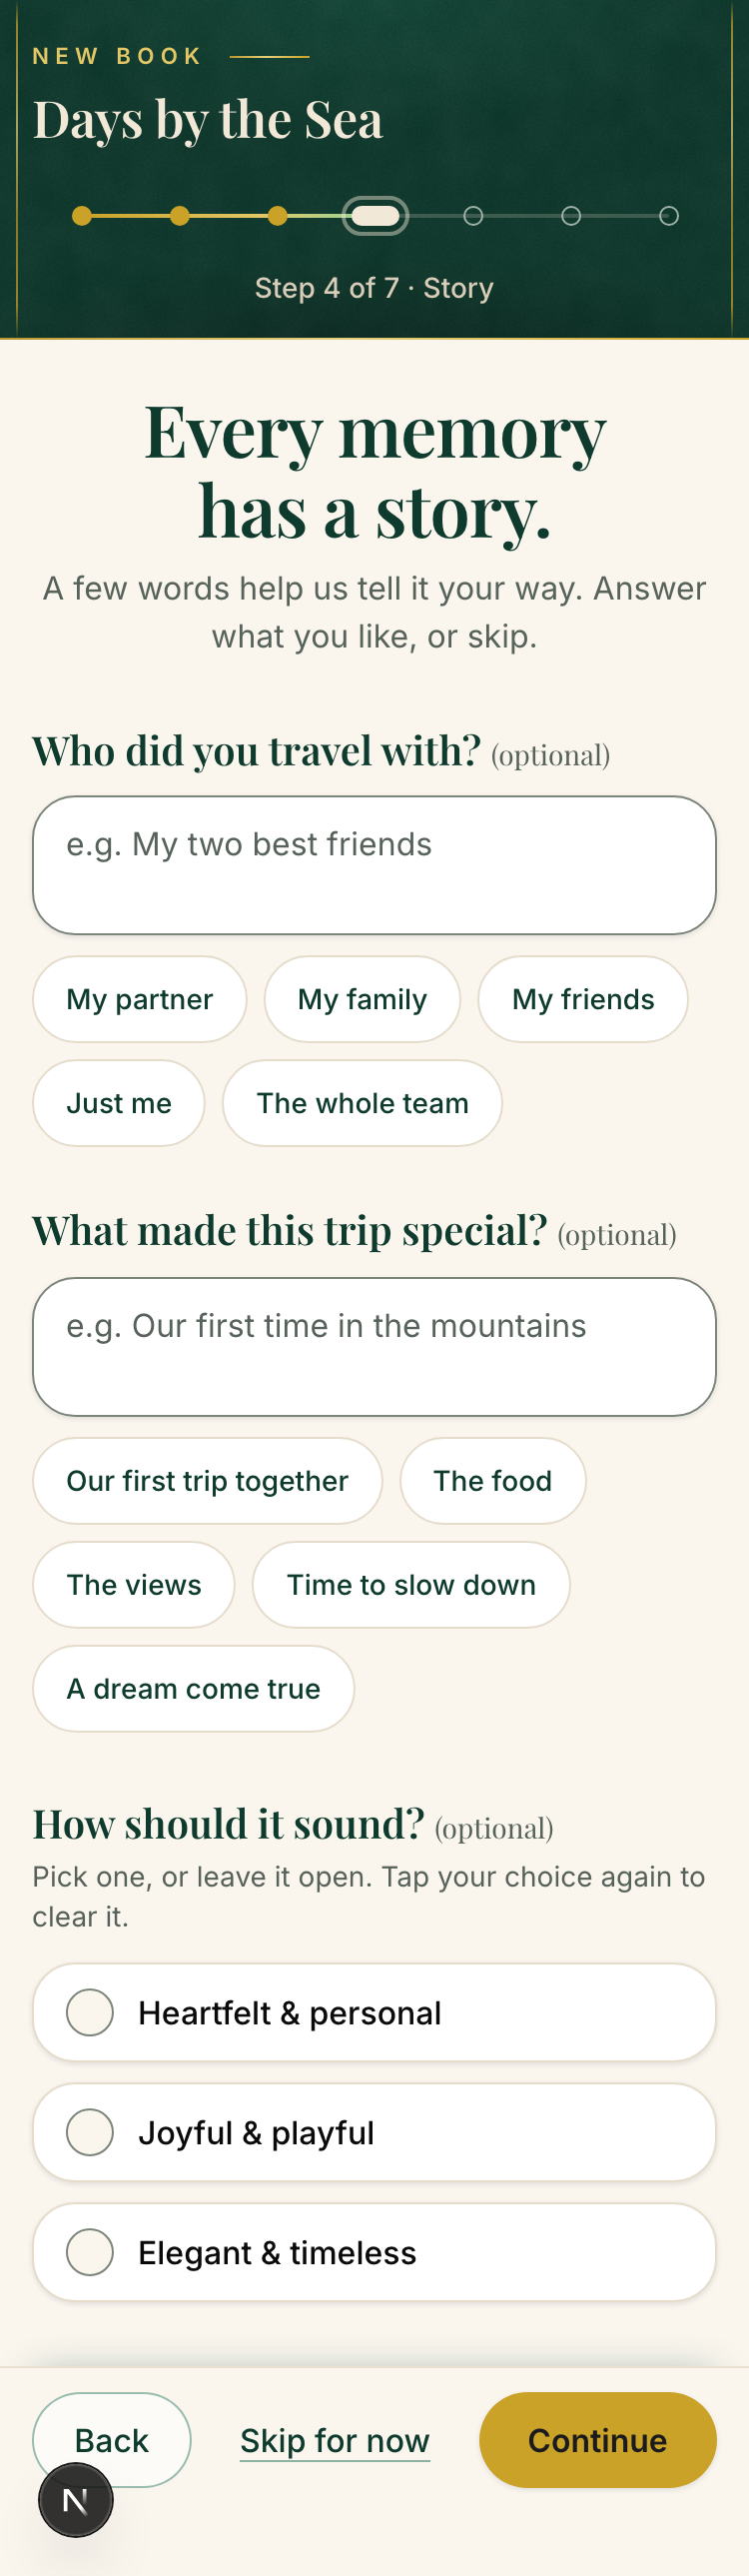 NEW BOOK
Days by the Sea
Step 4 of 7 · Story
Every memory
has a story.
A few words help us tell it your way. Answer
what you like, or skip.
Who did you travel with? (optional)
e.g. My two best friends
My partner
My family
My friends
Just me
The whole team
What made this trip special? (optional)
e.g. Our first time in the mountains
Our first trip together
The food
The views
Time to slow down
A dream come true
How should it sound? (optional)
Pick one, or leave it open. Tap your choice again to
clear it.
Heartfelt & personal
Joyful & playful
Elegant & timeless
Back
Skip for now
Continue
N